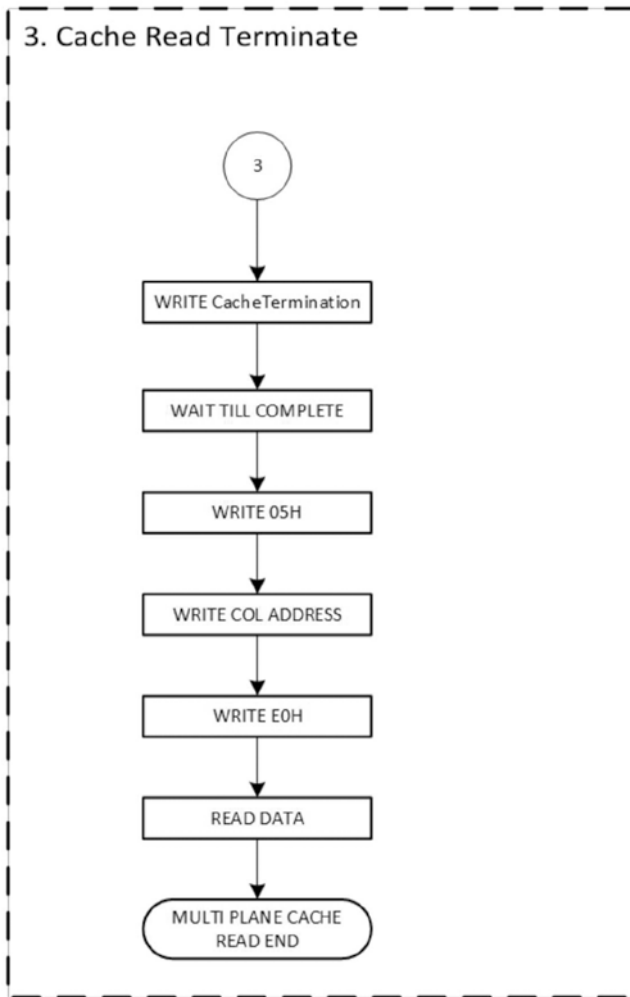 3. Cache Read Terminate
3
WRITE CacheTermination
WAIT TILL COMPLETE
WRITE 05H
WRITE COL ADDRESS
WRITE E0H
READ DATA
MULTI PLANE CACHE
READ END